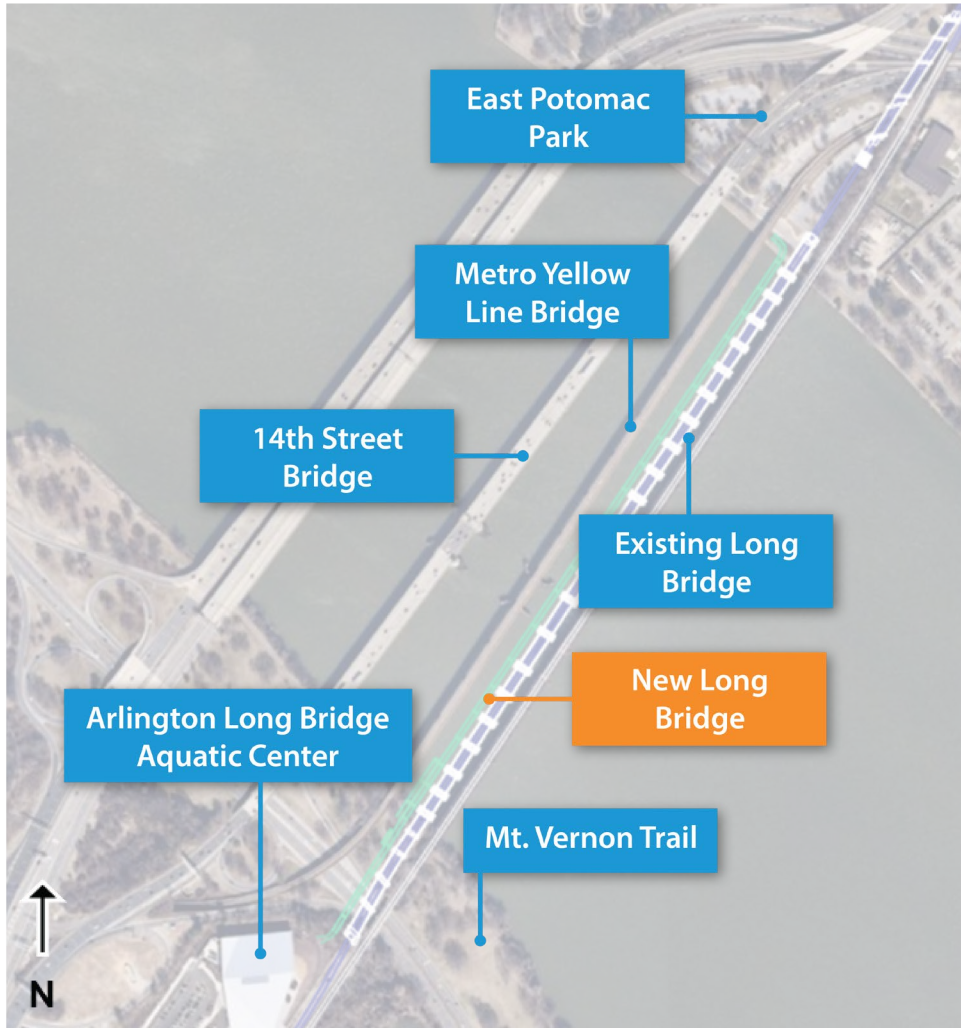 East Potomac
Park
Metro Yellow
Line Bridge
14th Street
Bridge
Existing Long
Bridge
New Long
Bridge
Arlington Long Bridge
Aquatic Center
Mt. Vernon Trail
N